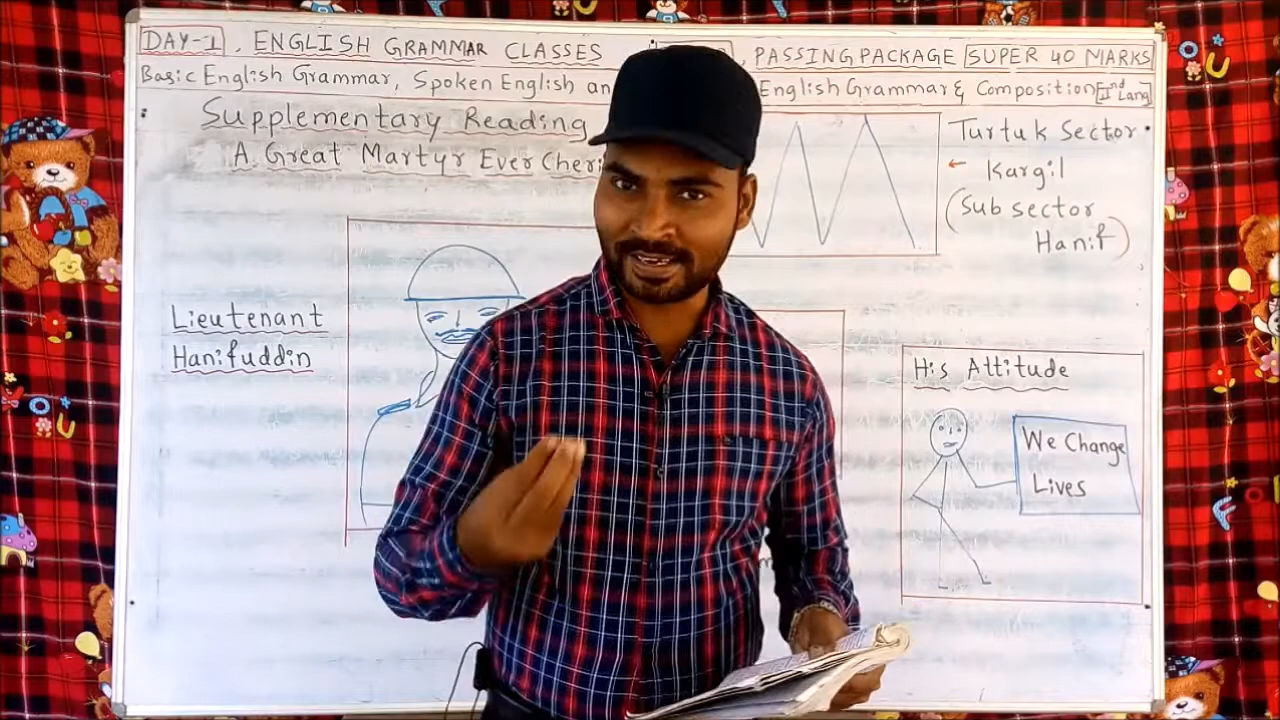 DAY-1, ENGLISH GRAMMAR CLASSES
, PASSING PACKAGE SUPER 40 MARKS
Basic English Grammar, Spoken English an
English Grammar & Composition [IInd Lang]
Supplementary Reading
A Great Martyr Ever Cheri
Turtuk Sector
← Kargil
(Sub sector
Hanif)
Lieutenant
Hanifuddin
His Attitude
We Change
Lives